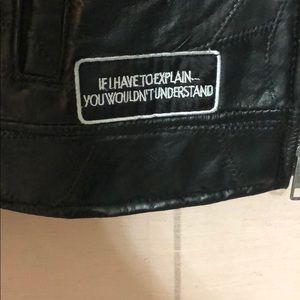 IF I HAVE TO EXPLAIN...
YOU WOULDN'T UNDERSTAND